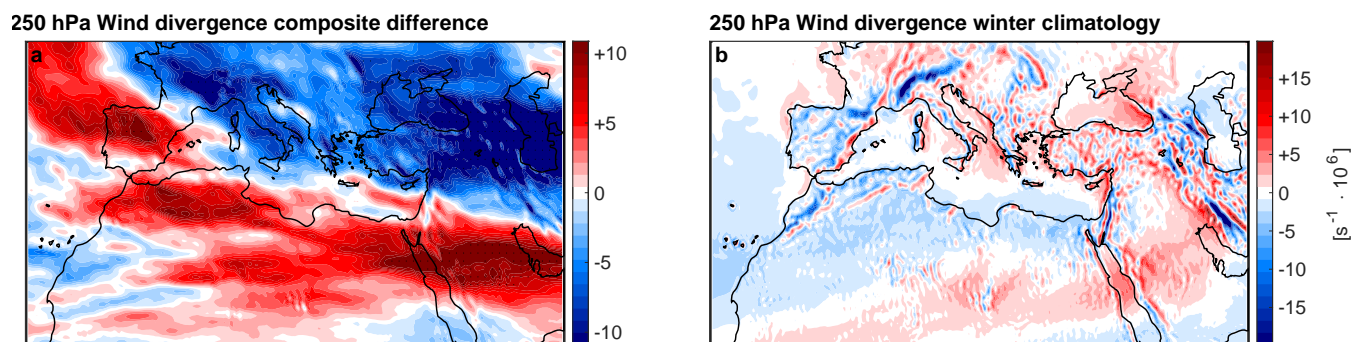 250 hPa Wind divergence composite difference
a
+10
+5
0
-5
-10
250 hPa Wind divergence winter climatology
b
+15
+10
+5
0
-5
-10
-15
[s⁻¹ · 10⁶]